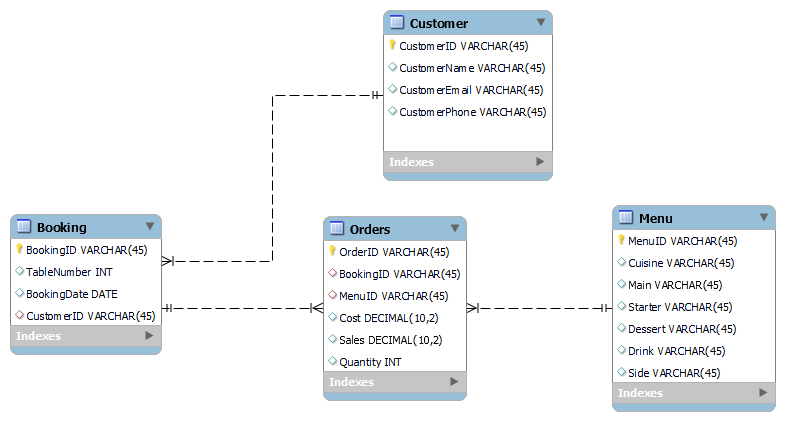 Customer
CustomerID VARCHAR(45)
CustomerName VARCHAR(45)
CustomerEmail VARCHAR(45)
CustomerPhone VARCHAR(45)
Indexes
Booking
BookingID VARCHAR(45)
TableNumber INT
BookingDate DATE
CustomerID VARCHAR(45)
Indexes
Orders
OrderID VARCHAR(45)
BookingID VARCHAR(45)
MenuID VARCHAR(45)
Cost DECIMAL(10,2)
Sales DECIMAL(10,2)
Quantity INT
Indexes
Menu
MenuID VARCHAR(45)
Cuisine VARCHAR(45)
Main VARCHAR(45)
Starter VARCHAR(45)
Dessert VARCHAR(45)
Drink VARCHAR(45)
Side VARCHAR(45)
Indexes